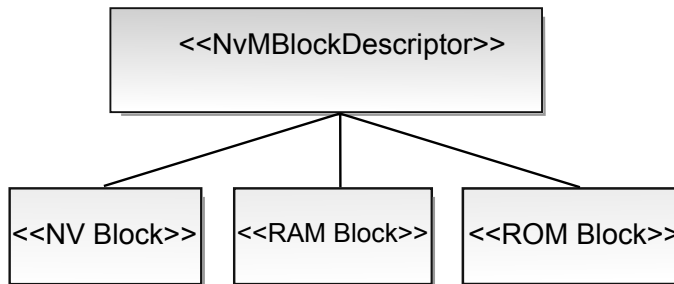 <<NvMBlockDescriptor>>
<<NV Block>>
<<RAM Block>>
<<ROM Block>>